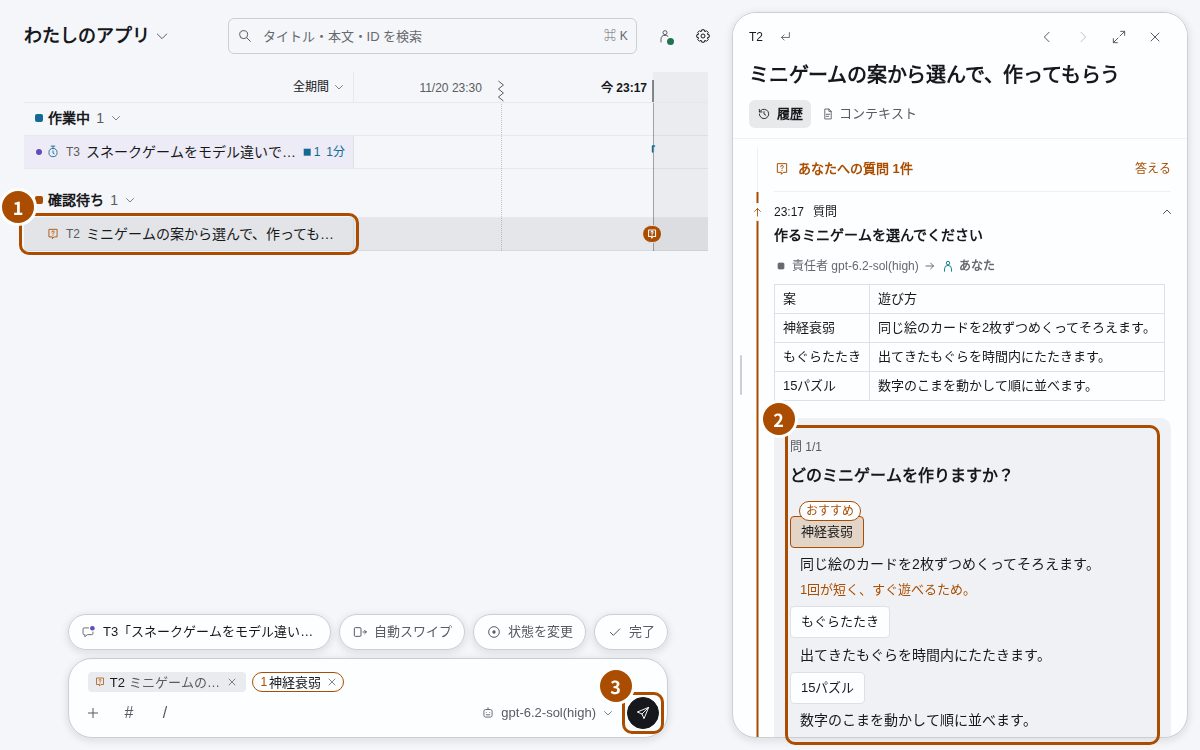 わたしのアプリ
タイトル・本文・ID を検索
⌘ K
全期間
11/20 23:30
今 23:17
作業中 1
T3 スネークゲームをモデル違いで… 1 1分
1
確認待ち 1
T2 ミニゲームの案から選んで、作っても…
T3「スネークゲームをモデル違い…
自動スワイプ
状態を変更
完了
T2 ミニゲームの… ×
1 神経衰弱 ×
3
+ # /
gpt-6.2-sol(high)
T2
ミニゲームの案から選んで、作ってもらう
履歴
コンテキスト
あなたへの質問 1件
答える
23:17 質問
作るミニゲームを選んでください
責任者 gpt-6.2-sol(high) → あなた
案 遊び方
神経衰弱 同じ絵のカードを2枚ずつめくってそろえます。
もぐらたたき 出てきたもぐらを時間内にたたきます。
15パズル 数字のこまを動かして順に並べます。
2
問 1/1
どのミニゲームを作りますか？
おすすめ
神経衰弱
同じ絵のカードを2枚ずつめくってそろえます。
1回が短く、すぐ遊べるため。
もぐらたたき
出てきたもぐらを時間内にたたきます。
15パズル
数字のこまを動かして順に並べます。